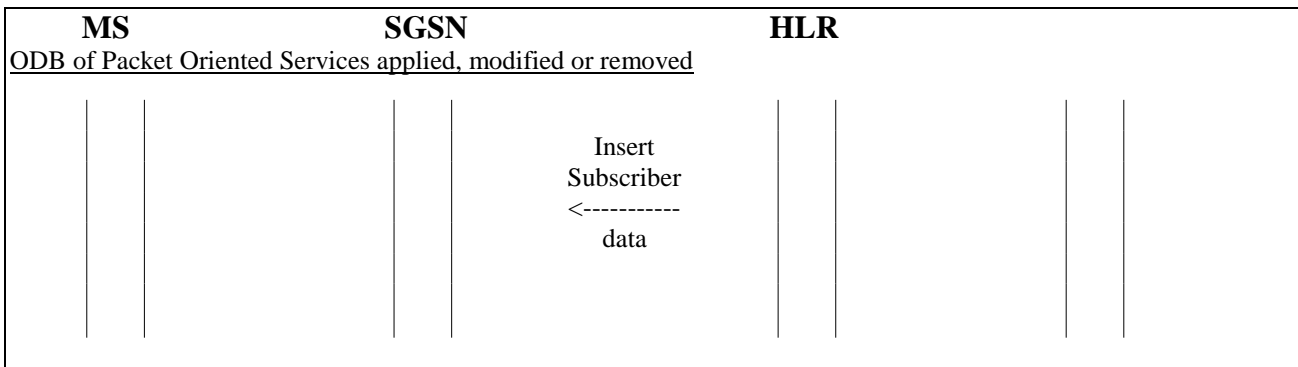 MS SGSN HLR
ODB of Packet Oriented Services applied, modified or removed
Insert
Subscriber
<-----------
data